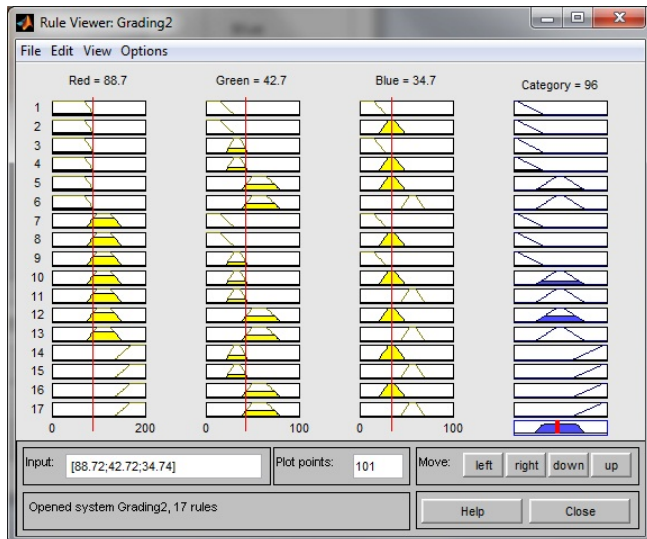 Rule Viewer: Grading2
File Edit View Options
Red = 88.7 Green = 42.7 Blue = 34.7 Category = 96
1
2
3
4
5
6
7
8
9
10
11
12
13
14
15
16
17
0 200 0 100 0 100
Input: [88.72;42.72;34.74] Plot points: 101 Move: left right down up
Opened system Grading2, 17 rules Help Close